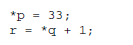 *p = 33;
r = *q + 1;